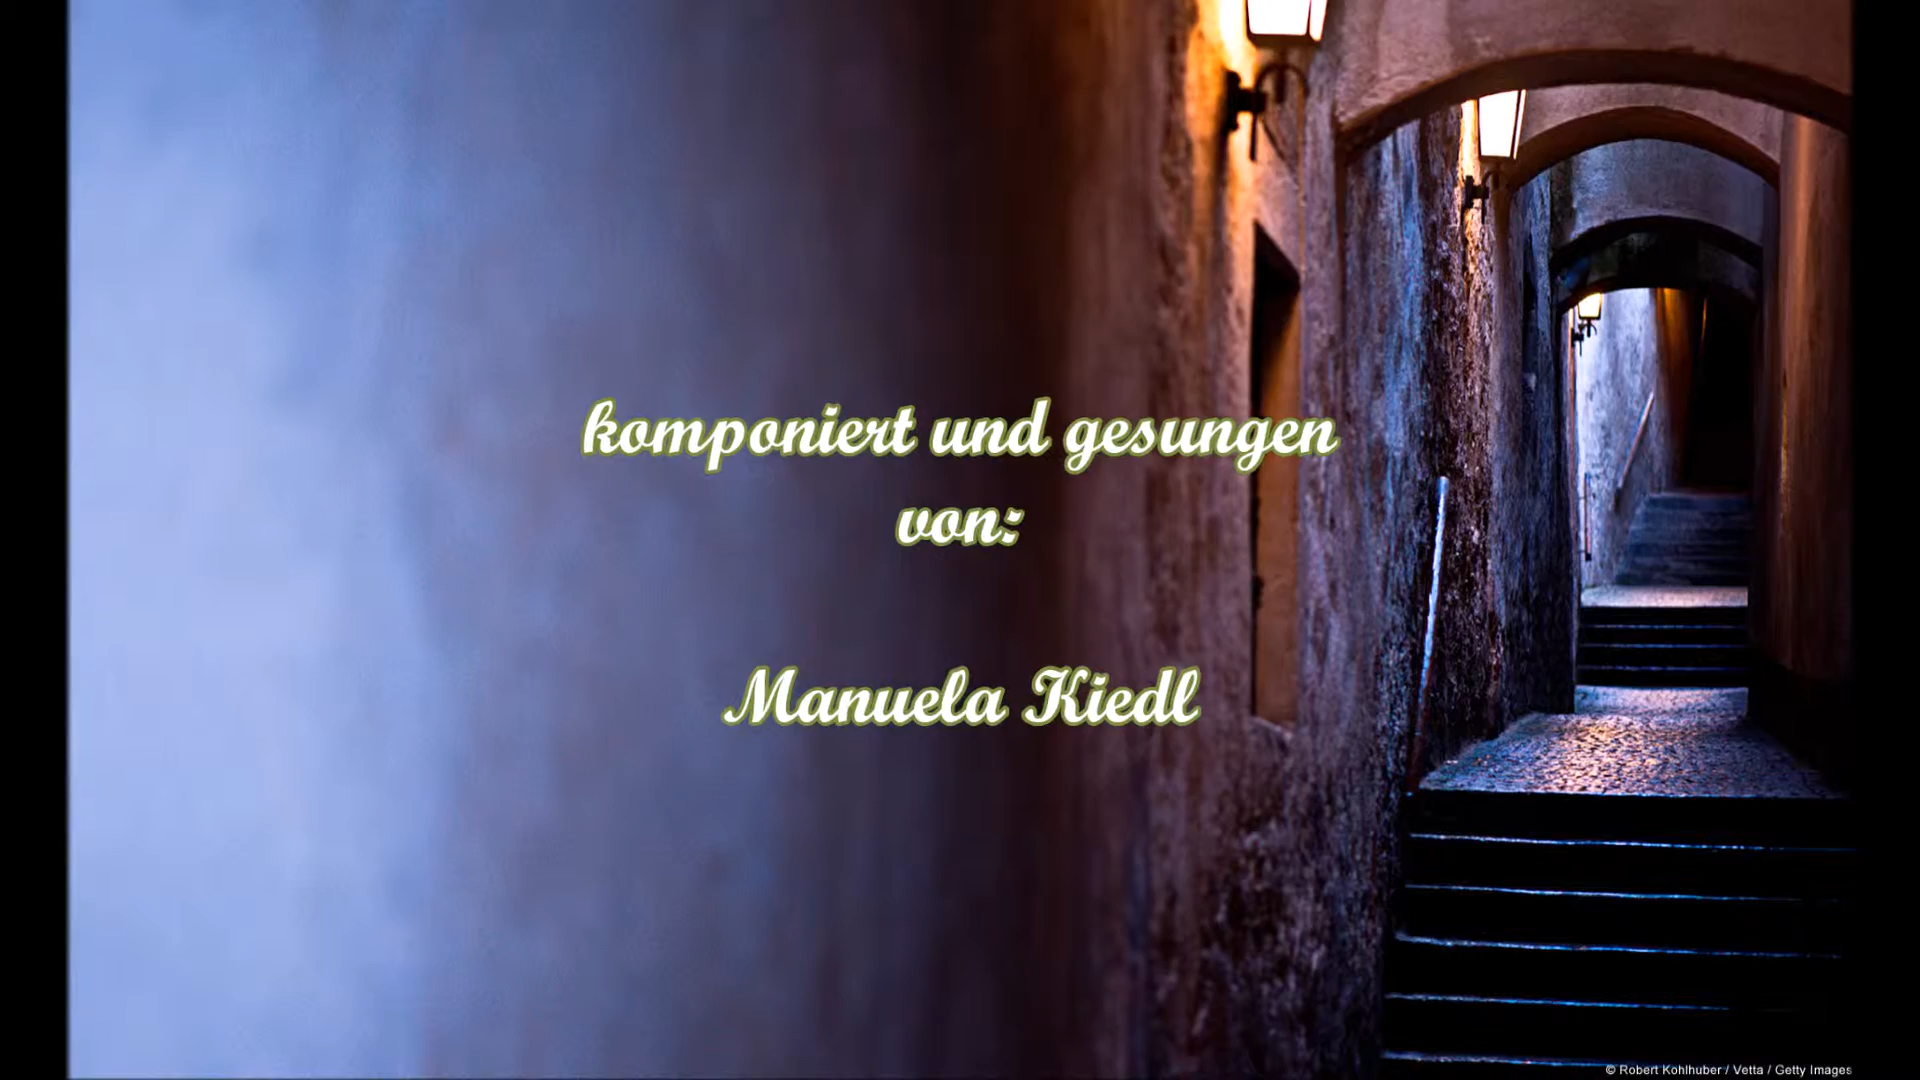 komponiert und gesungen
von:
Manuela Kiedl
© Robert Kohlhuber / Vetta / Getty Images